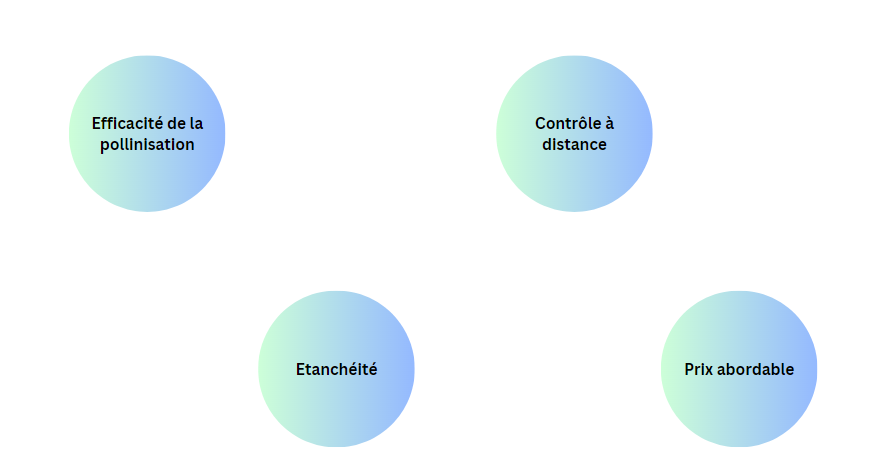 Efficacité de la
pollinisation
Contrôle à
distance
Etanchéité
Prix abordable